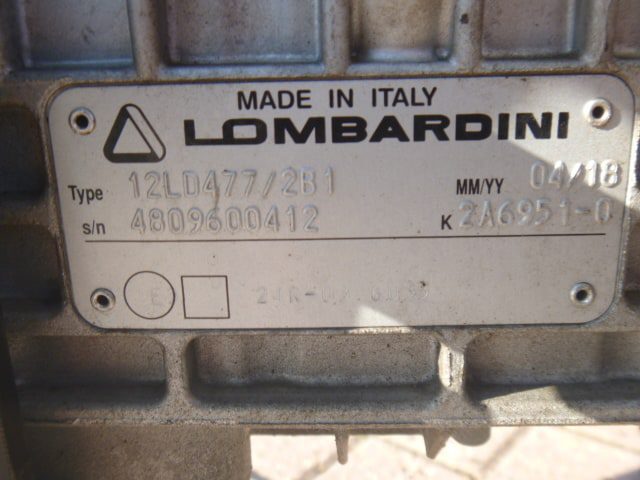 MADE IN ITALY
LOMBARDINI
Type 12LD477/2B1 MM/YY 04/18
s/n 4809600412 K 2A6951-0
E